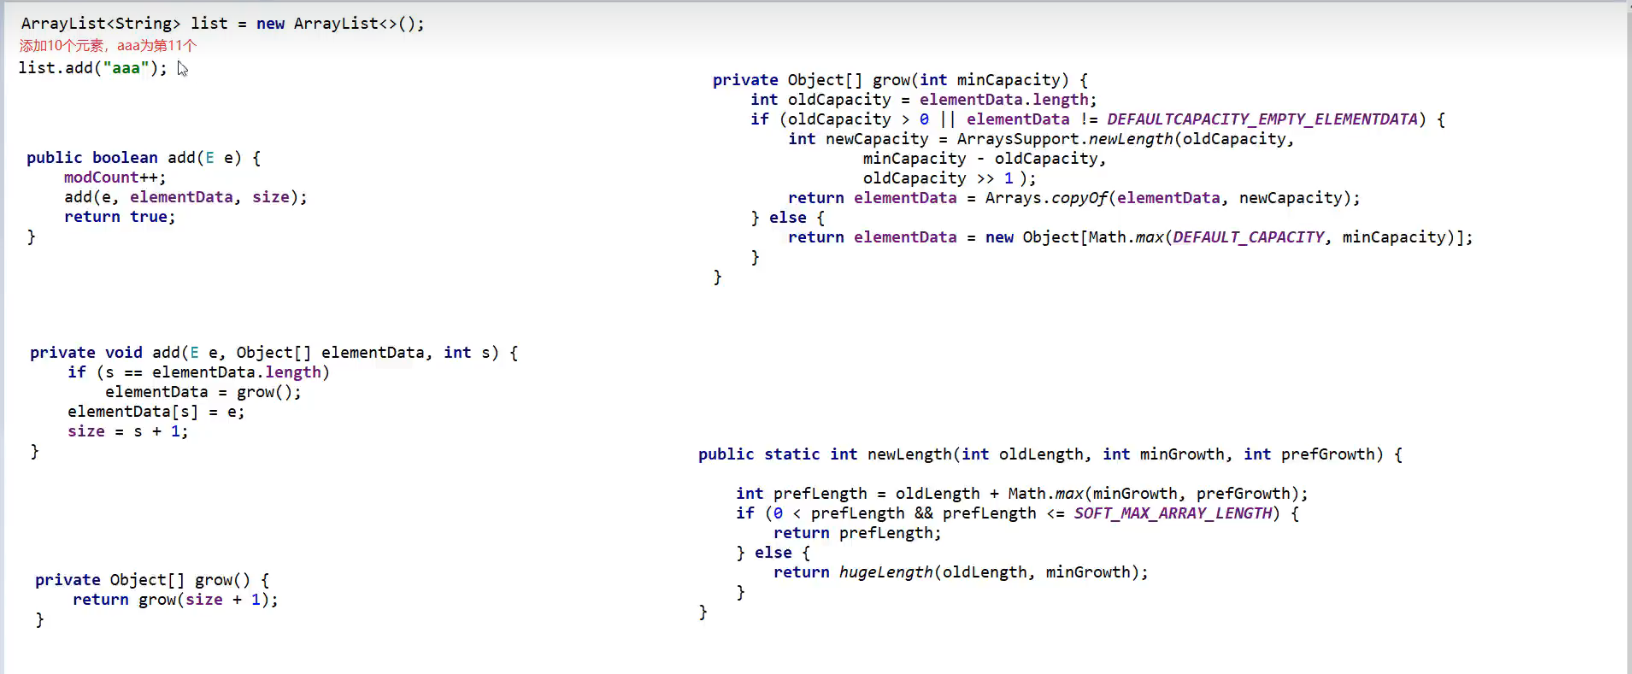 ArrayList<String> list = new ArrayList<>();
添加10个元素，aaa为第11个
list.add("aaa");
public boolean add(E e) {
modCount++;
add(e, elementData, size);
return true;
}
private void add(E e, Object[] elementData, int s) {
if (s == elementData.length)
elementData = grow();
elementData[s] = e;
size = s + 1;
}
private Object[] grow() {
return grow(size + 1);
}
private Object[] grow(int minCapacity) {
int oldCapacity = elementData.length;
if (oldCapacity > 0 || elementData != DEFAULTCAPACITY_EMPTY_ELEMENTDATA) {
int newCapacity = ArraysSupport.newLength(oldCapacity,
minCapacity - oldCapacity,
oldCapacity >> 1 );
return elementData = Arrays.copyOf(elementData, newCapacity);
} else {
return elementData = new Object[Math.max(DEFAULT_CAPACITY, minCapacity)];
}
}
public static int newLength(int oldLength, int minGrowth, int prefGrowth) {
int prefLength = oldLength + Math.max(minGrowth, prefGrowth);
if (0 < prefLength && prefLength <= SOFT_MAX_ARRAY_LENGTH) {
return prefLength;
} else {
return hugeLength(oldLength, minGrowth);
}
}